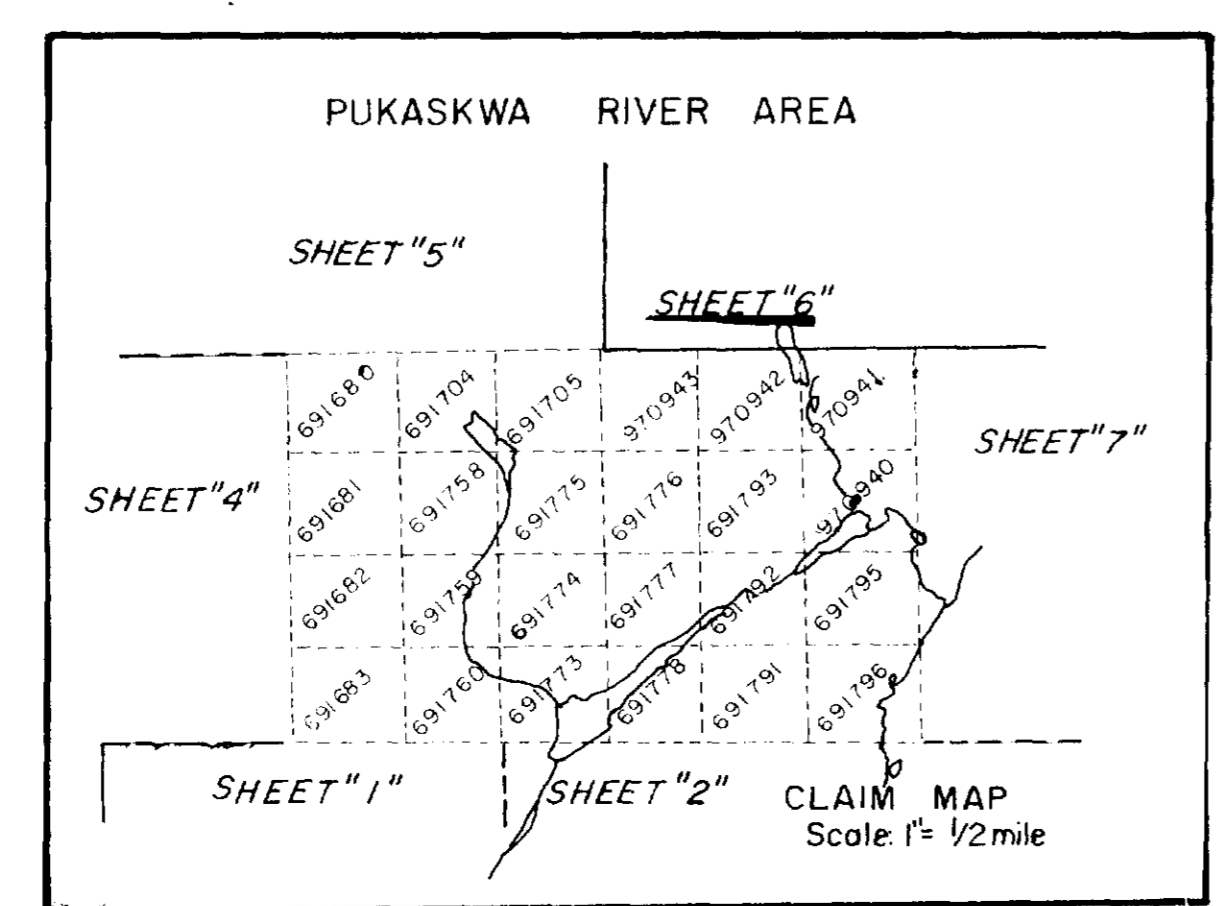 PUKASKWA RIVER AREA
SHEET "5"
SHEET "6"
691680 691704 691705 970943 970942 970941
SHEET "7"
SHEET "4"
691681 691758 691775 691776 691793 970940
691682 691759 691774 691777 691792 691795
691683 691760 691773 691778 691791 691796
SHEET "1"
SHEET "2"
CLAIM MAP
Scale: 1"= 1/2 mile